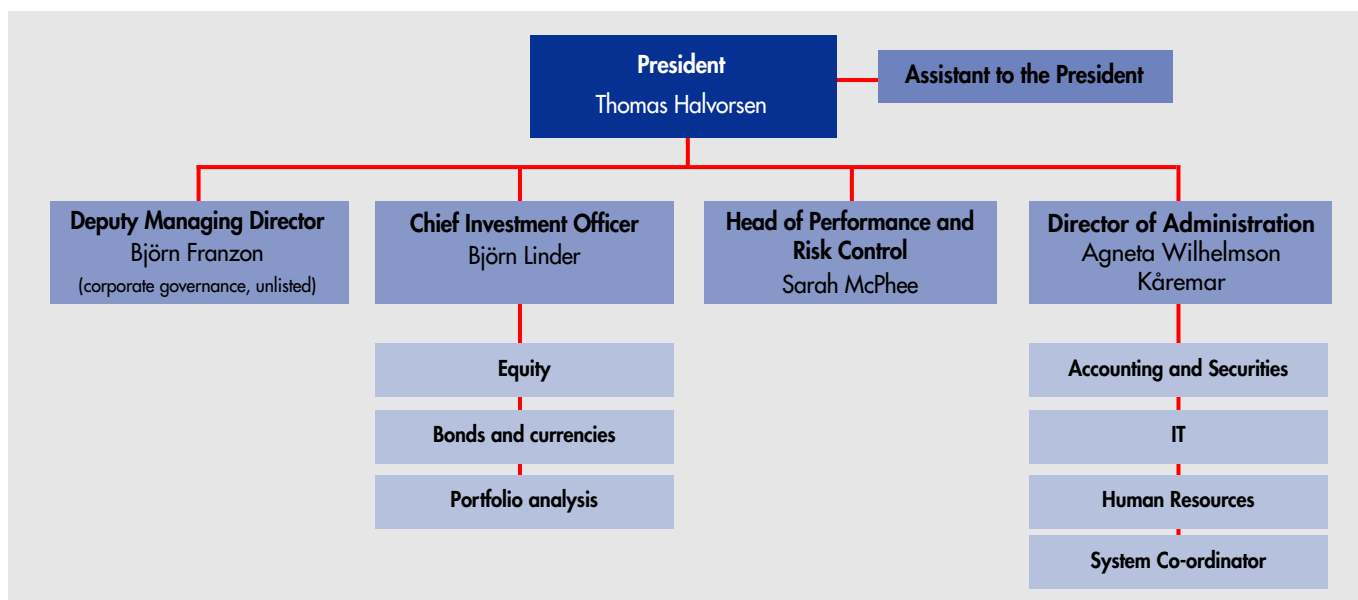 President
Thomas Halvorsen
Assistant to the President
Deputy Managing Director
Björn Franzon
(corporate governance, unlisted)
Chief Investment Officer
Björn Linder
Head of Performance and
Risk Control
Sarah McPhee
Director of Administration
Agneta Wilhelmson
Kåremar
Equity
Bonds and currencies
Portfolio analysis
Accounting and Securities
IT
Human Resources
System Co-ordinator